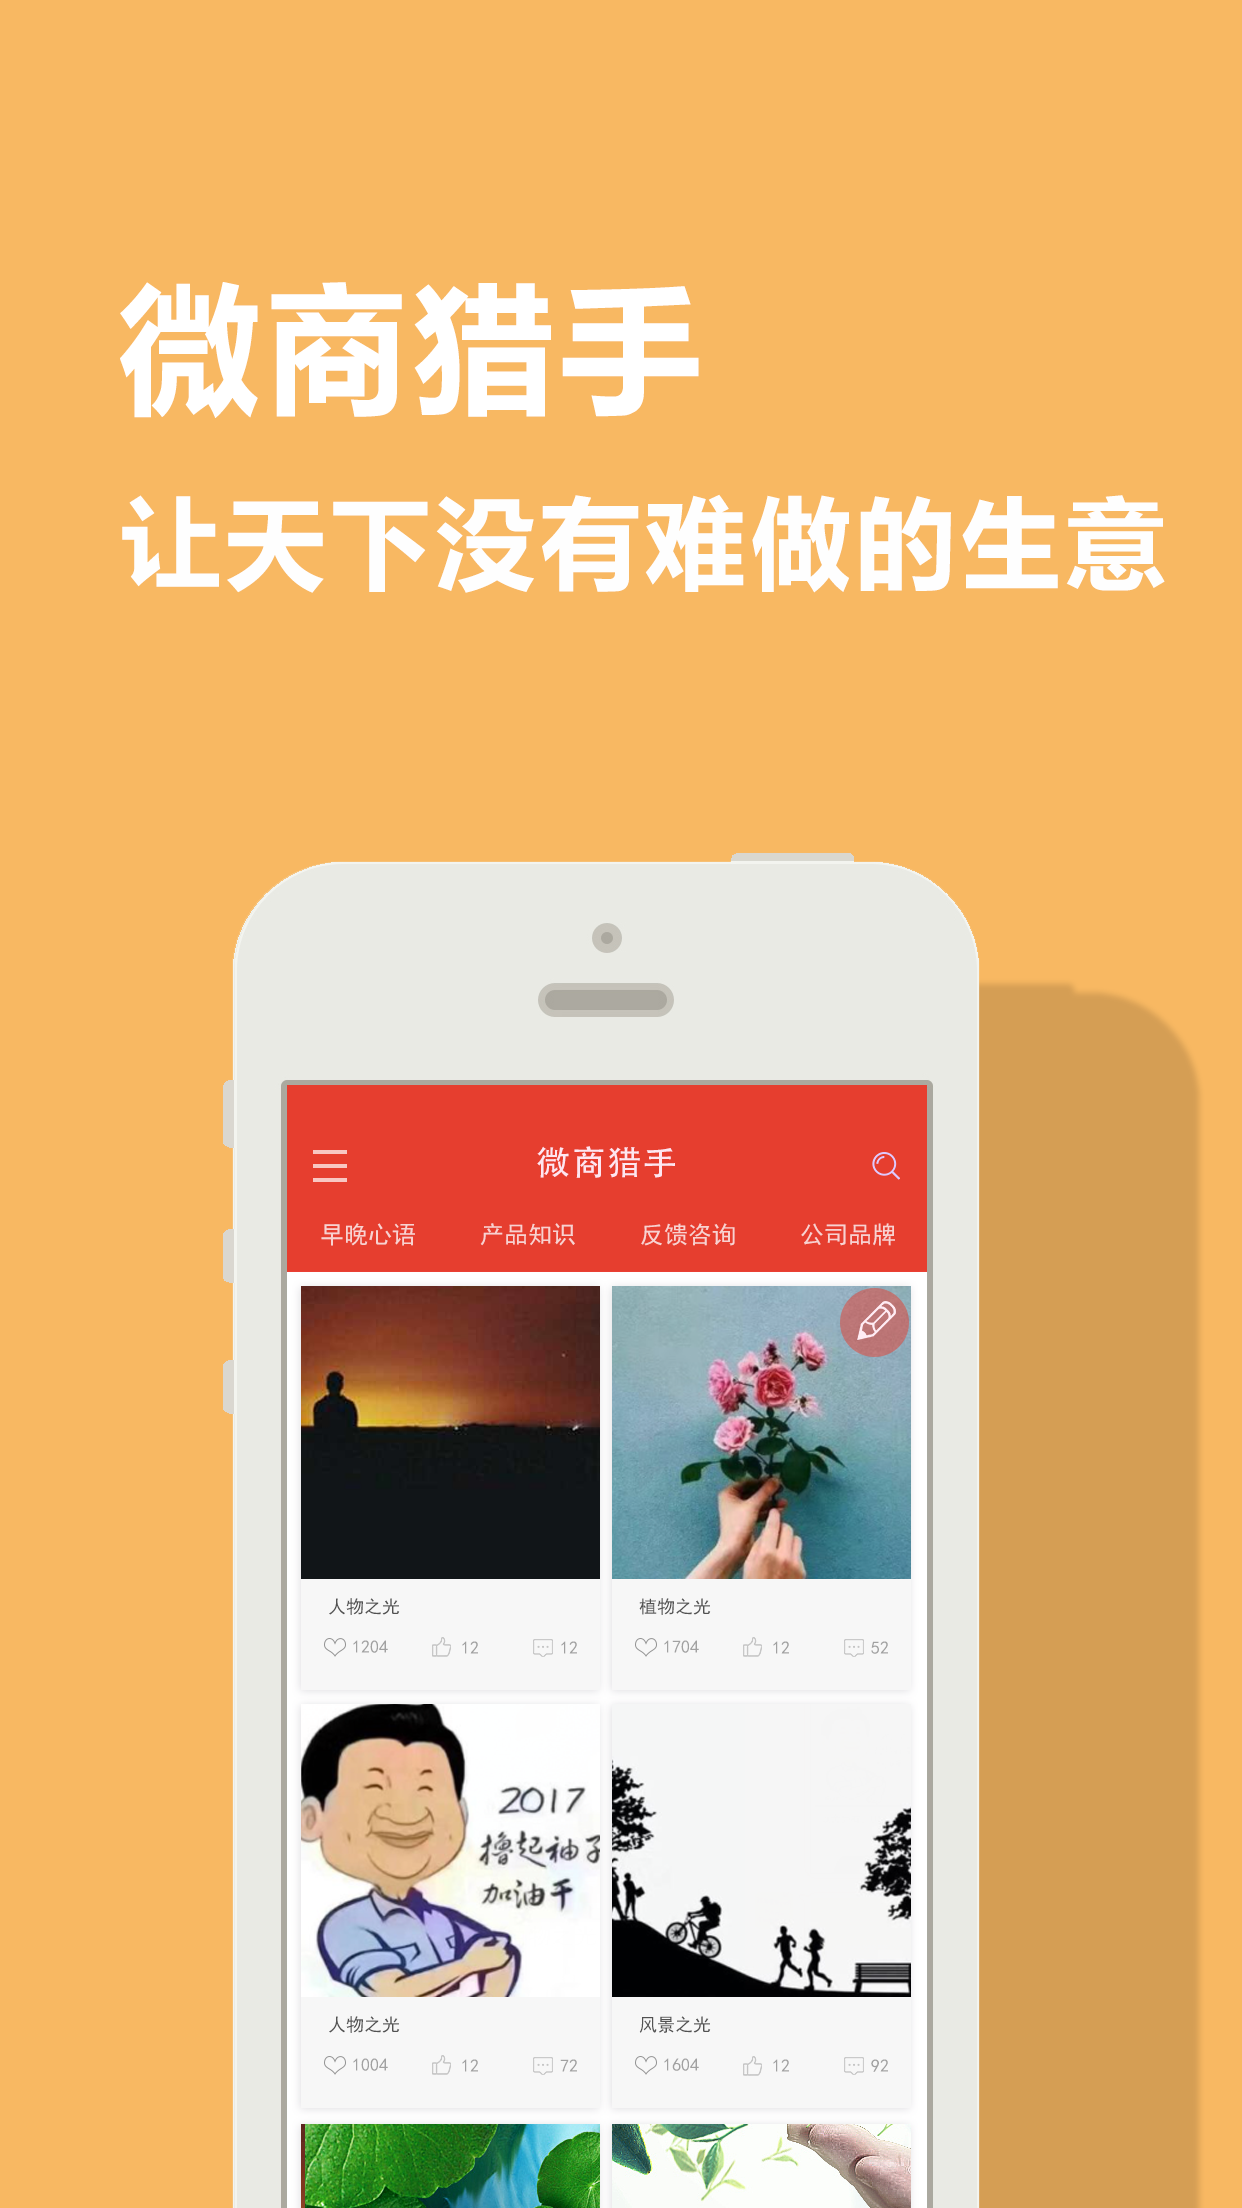 微商猎手
让天下没有难做的生意
微商猎手
早晚心语 产品知识 反馈咨询 公司品牌
人物之光
1204 12 12
植物之光
1704 12 52
2017
撸起袖子
加油干
人物之光
1004 12 72
风景之光
1604 12 92